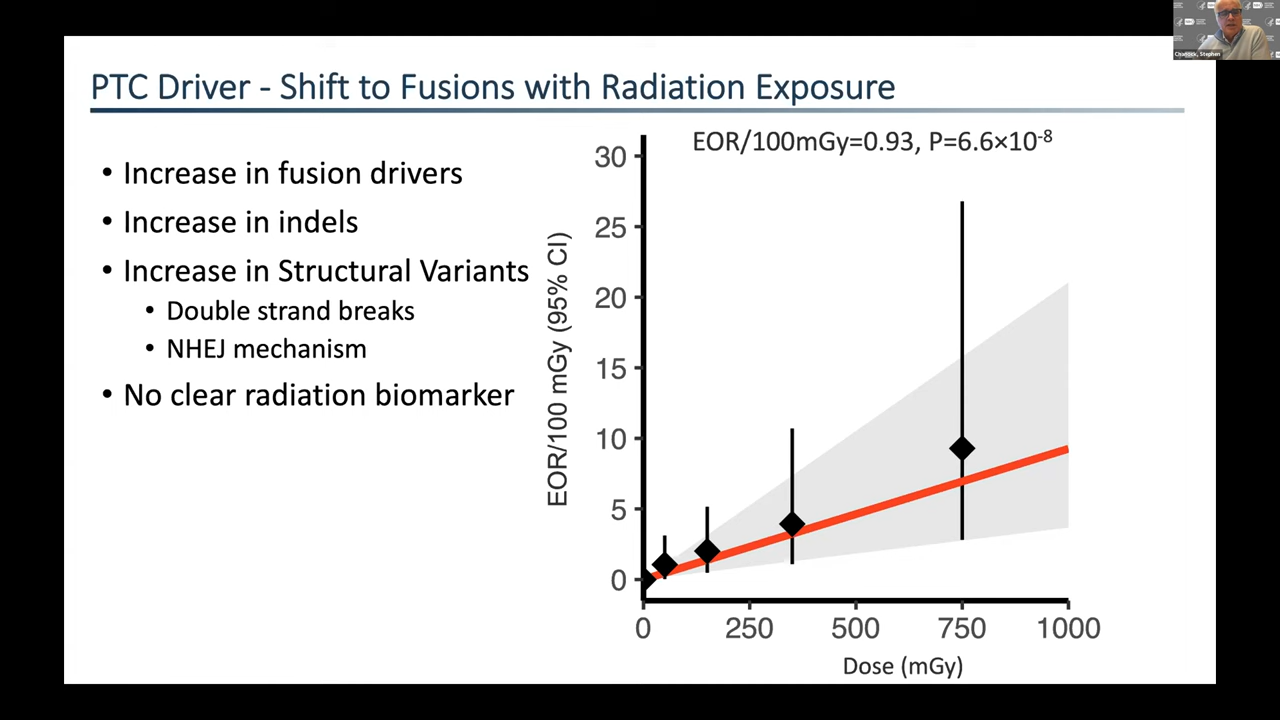 PTC Driver - Shift to Fusions with Radiation Exposure
• Increase in fusion drivers
• Increase in indels
• Increase in Structural Variants
• Double strand breaks
• NHEJ mechanism
• No clear radiation biomarker
EOR/100mGy=0.93, P=6.6×10⁻⁸
EOR/100 mGy (95% CI)
30
25
20
15
10
5
0
0 250 500 750 1000
Dose (mGy)
Chanock, Stephen